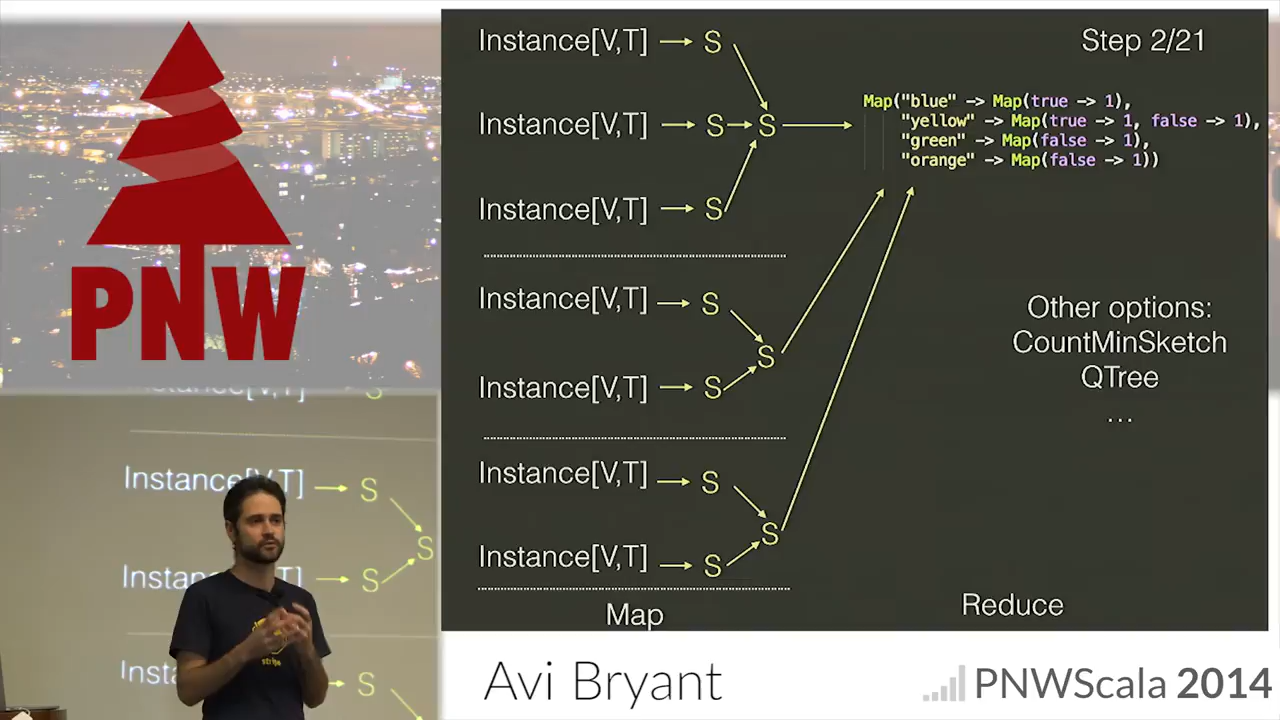 PNW
Instance[V,T] → S
Step 2/21
Instance[V,T] → S → S →
Map("blue" -> Map(true -> 1),
"yellow" -> Map(true -> 1, false -> 1),
"green" -> Map(false -> 1),
"orange" -> Map(false -> 1))
Instance[V,T] → S
Instance[V,T] → S
S
Instance[V,T] → S
Other options:
CountMinSketch
QTree
...
Instance[V,T] → S
S
Instance[V,T] → S
Map
Reduce
Instance[V,T] → S
S
Instance[V,T] → S
→ S
stripe
Avi Bryant
PNWScala 2014